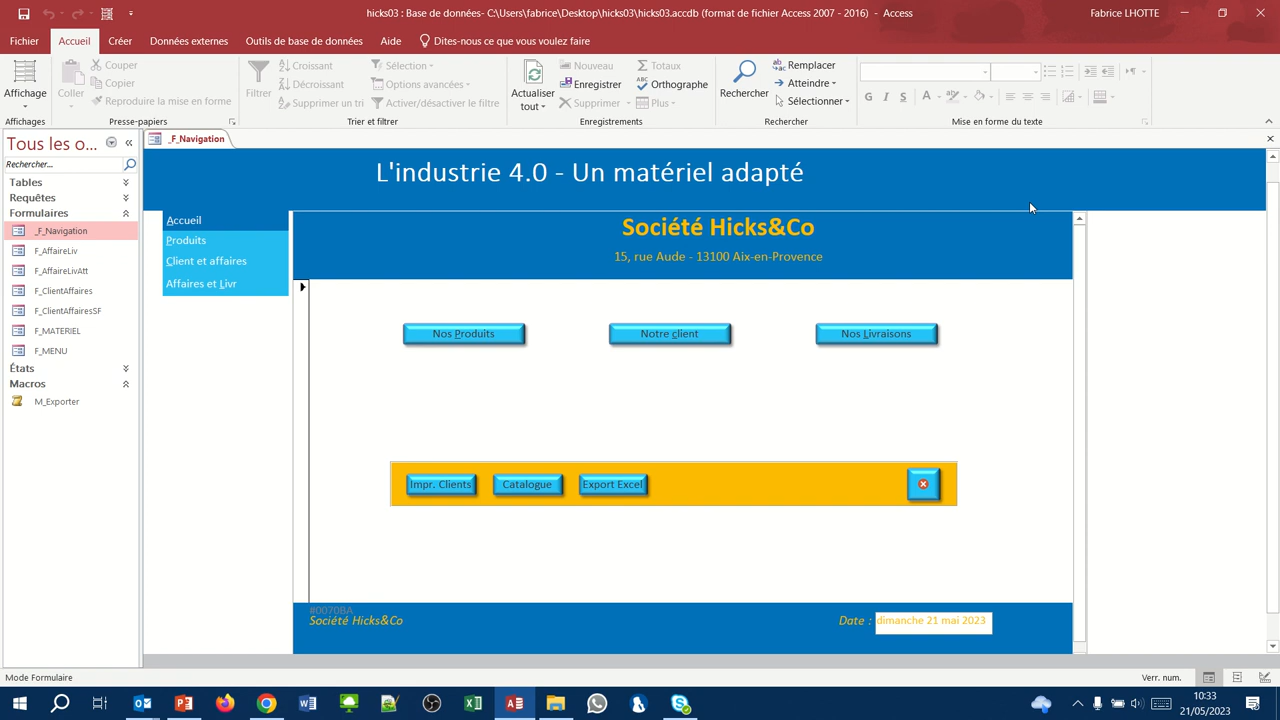 hicks03 : Base de données- C:\Users\fabrice\Desktop\hicks03\hicks03.accdb (format de fichier Access 2007 - 2016) - Access
Fabrice LHOTTE
Fichier Accueil Créer Données externes Outils de base de données Aide Dites-nous ce que vous voulez faire
Affichage
Affichages
Coller
Couper
Copier
Reproduire la mise en forme
Presse-papiers
Filtrer
Croissant
Décroissant
Supprimer un tri
Sélection
Options avancées
Activer/désactiver le filtre
Trier et filtrer
Actualiser
tout
Nouveau
Enregistrer
Supprimer
Totaux
Orthographe
Plus
Enregistrements
Rechercher
Remplacer
Atteindre
Sélectionner
Rechercher
G I S A
Mise en forme du texte
Tous les o...
Rechercher...
Tables
Requêtes
Formulaires
_F_Navigation
F_AffaireLiv
F_AffaireLivAtt
F_ClientAffaires
F_ClientAffairesSF
F_MATERIEL
F_MENU
États
Macros
M_Exporter
_F_Navigation
L'industrie 4.0 - Un matériel adapté
Accueil
Produits
Client et affaires
Affaires et Livr
Société Hicks&Co
15, rue Aude - 13100 Aix-en-Provence
Nos Produits Notre client Nos Livraisons
Impr. Clients Catalogue Export Excel
#0070BA
Société Hicks&Co
Date : dimanche 21 mai 2023
Mode Formulaire
Verr. num.
10:33
21/05/2023